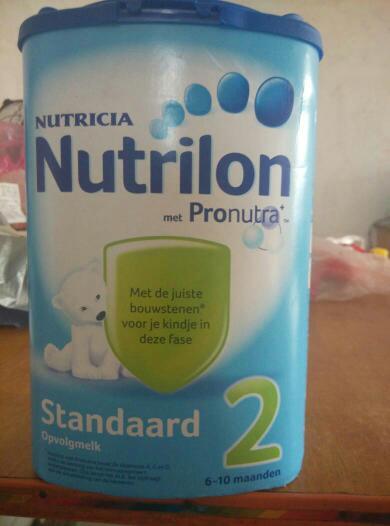 NUTRICIA
Nutrilon
met Pronutra+™
Met de juiste
bouwstenen*
voor je kindje in
deze fase
Standaard
Opvolgmelk
2
6-10 maanden